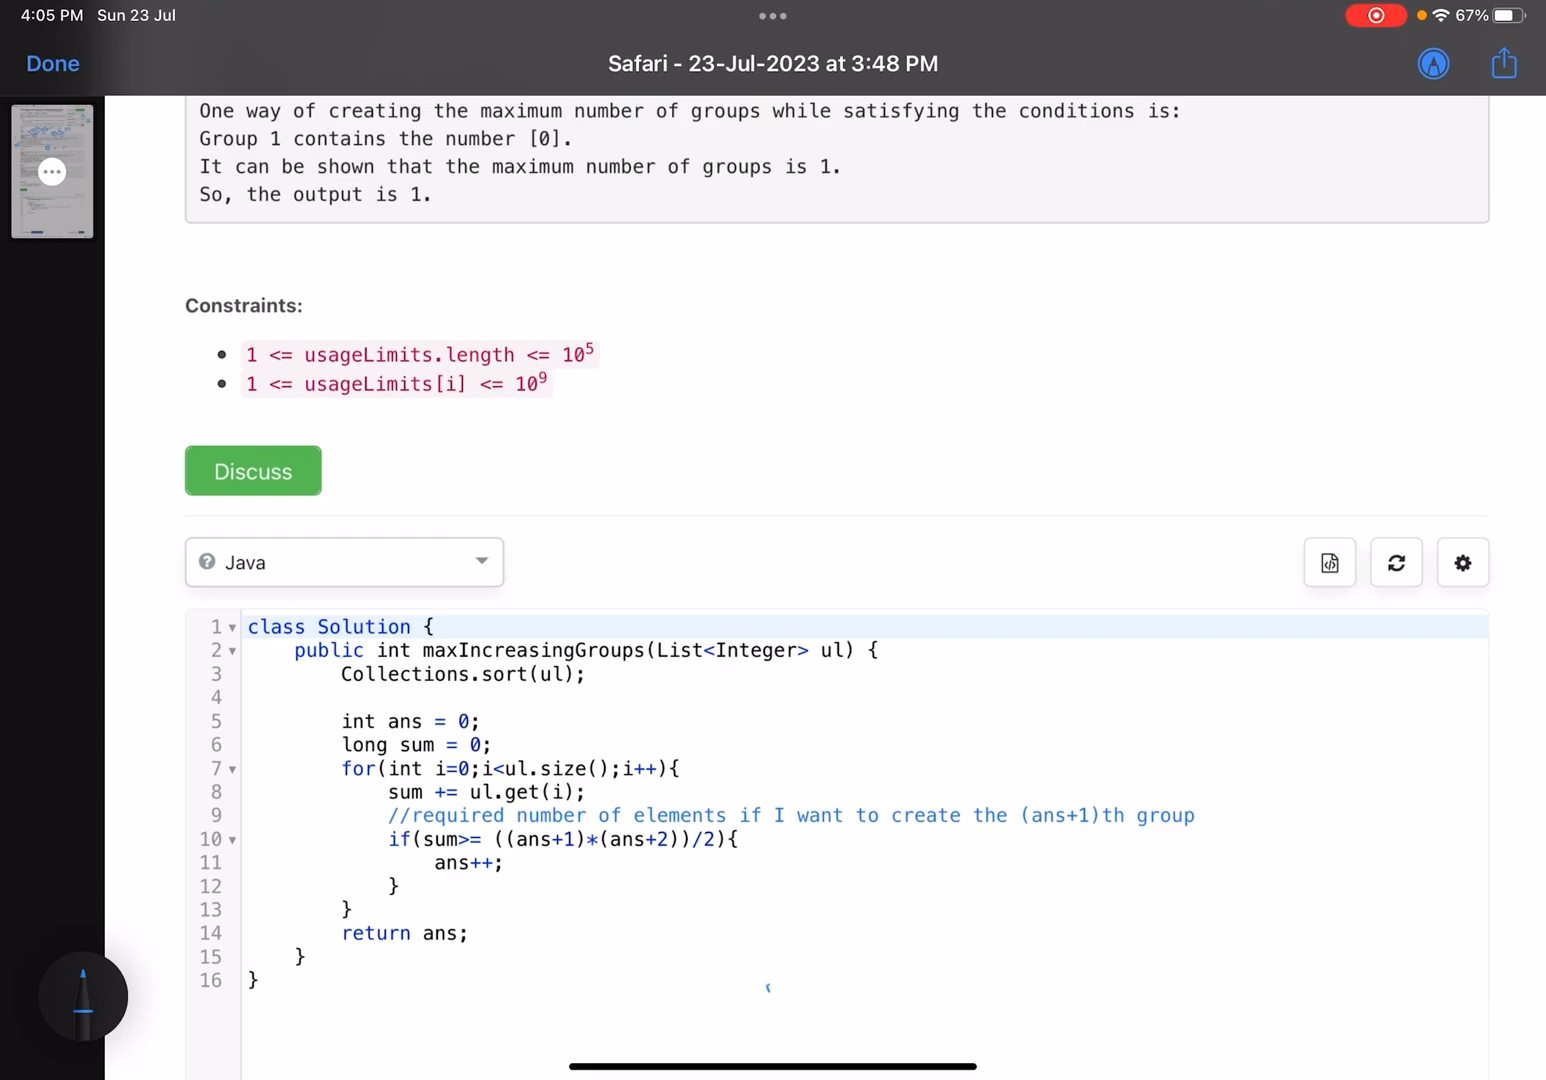 4:05 PM Sun 23 Jul
67%
Done
Safari - 23-Jul-2023 at 3:48 PM
One way of creating the maximum number of groups while satisfying the conditions is:
Group 1 contains the number [0].
It can be shown that the maximum number of groups is 1.
So, the output is 1.
Constraints:
1 <= usageLimits.length <= 10^5
1 <= usageLimits[i] <= 10^9
Discuss
Java
1 class Solution {
2 public int maxIncreasingGroups(List<Integer> ul) {
3 Collections.sort(ul);
4
5 int ans = 0;
6 long sum = 0;
7 for(int i=0;i<ul.size();i++){
8 sum += ul.get(i);
9 //required number of elements if I want to create the (ans+1)th group
10 if(sum>= ((ans+1)*(ans+2))/2){
11 ans++;
12 }
13 }
14 return ans;
15 }
16 }